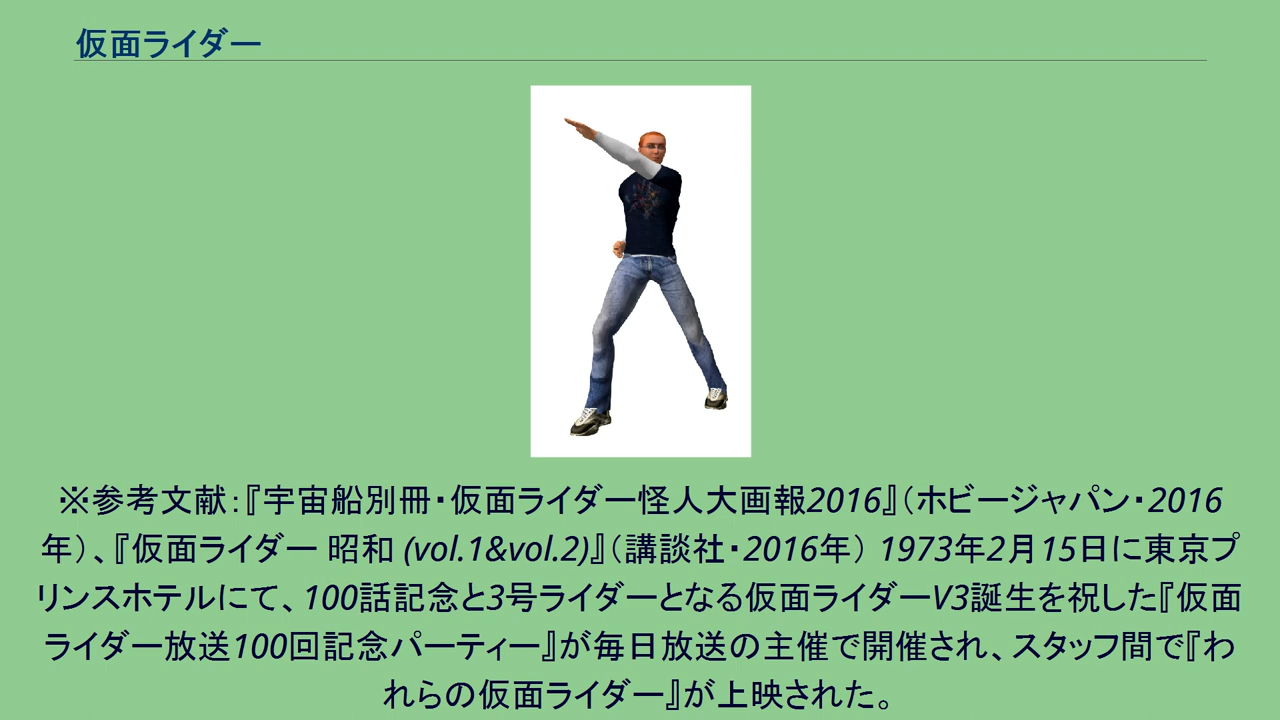 仮面ライダー
※参考文献：『宇宙船別冊・仮面ライダー怪人大画報2016』（ホビージャパン・2016
年）、『仮面ライダー 昭和 (vol.1&vol.2)』（講談社・2016年） 1973年2月15日に東京プ
リンスホテルにて、100話記念と3号ライダーとなる仮面ライダーV3誕生を祝した『仮面
ライダー放送100回記念パーティー』が毎日放送の主催で開催され、スタッフ間で『わ
れらの仮面ライダー』が上映された。